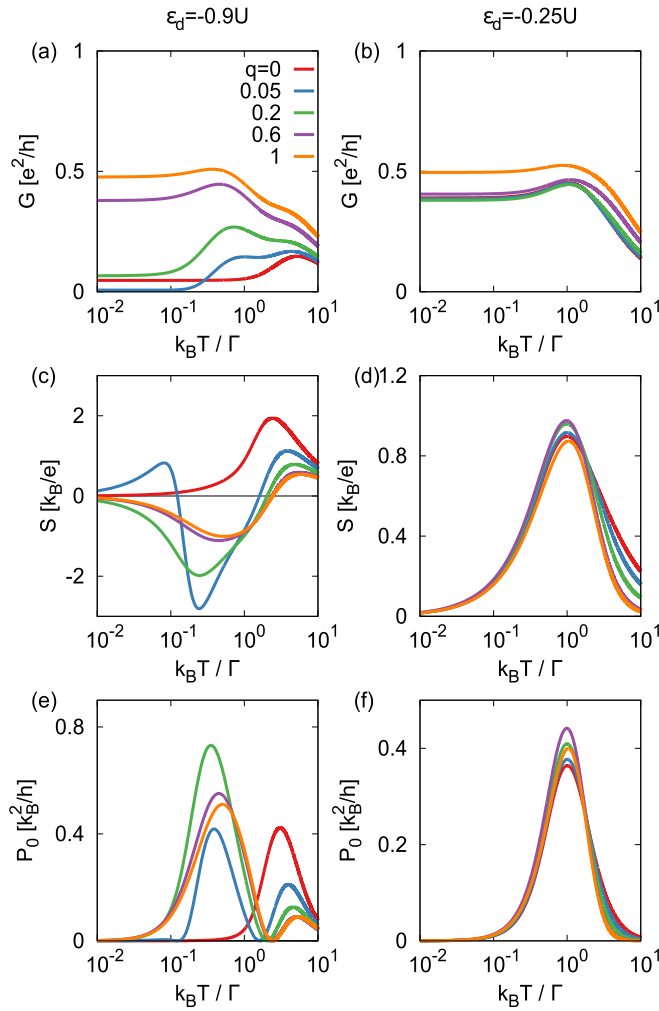 εd=-0.9U
εd=-0.25U
(a)
1
0.5
0
G [e²/h]
q=0
0.05
0.2
0.6
1
10⁻² 10⁻¹ 10⁰ 10¹
kBT / Γ
(b)
1
0.5
0
G [e²/h]
10⁻² 10⁻¹ 10⁰ 10¹
kBT / Γ
(c)
2
0
-2
S [kB/e]
10⁻² 10⁻¹ 10⁰ 10¹
kBT / Γ
(d)
1.2
0.8
0.4
0
S [kB/e]
10⁻² 10⁻¹ 10⁰ 10¹
kBT / Γ
(e)
0.8
0.4
0
P₀ [kB²/h]
10⁻² 10⁻¹ 10⁰ 10¹
kBT / Γ
(f)
0.4
0.2
0
P₀ [kB²/h]
10⁻² 10⁻¹ 10⁰ 10¹
kBT / Γ